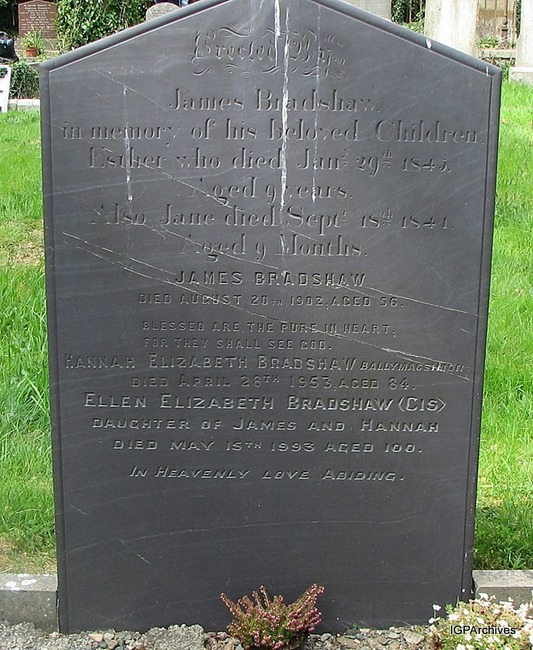 Erected By
James Bradshaw.
in memory of his beloved Children
Esther who died Jany 29th 1845.
Aged 9 years.
Also Jane died Septr 18th 1841.
Aged 9 Months.
JAMES BRADSHAW
DIED AUGUST 20TH 1902, AGED 56.
BLESSED ARE THE PURE IN HEART;
FOR THEY SHALL SEE GOD.
HANNAH ELIZABETH BRADSHAW
DIED APRIL 28TH 1953, AGED 84.
ELLEN ELIZABETH BRADSHAW (CIS)
DAUGHTER OF JAMES AND HANNAH
DIED MAY 15TH 1993 AGED 100.
IN HEAVENLY LOVE ABIDING.
IGPArchives